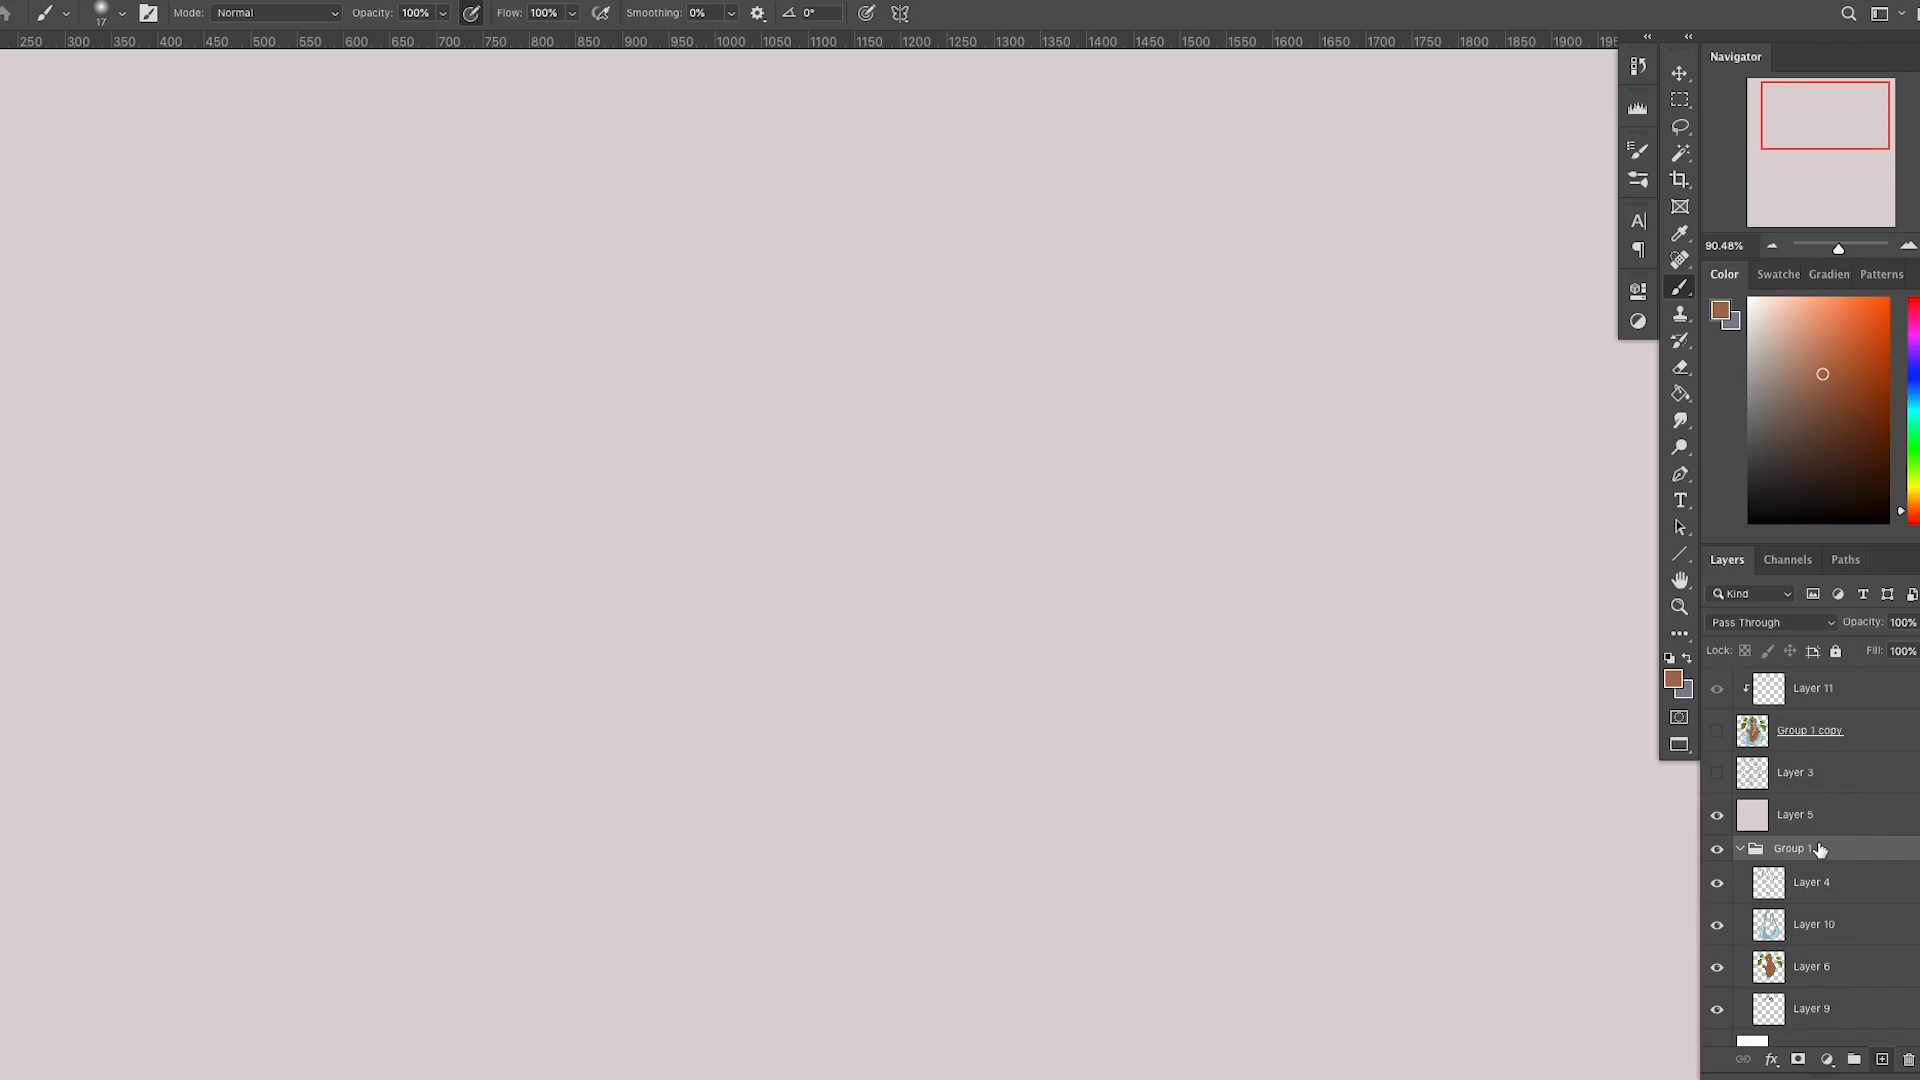 Mode: Normal Opacity: 100% Flow: 100% Smoothing: 0% 0°
17
250 300 350 400 450 500 550 600 650 700 750 800 850 900 950 1000 1050 1100 1150 1200 1250 1300 1350 1400 1450 1500 1550 1600 1650 1700 1750 1800 1850 1900 195
Navigator
90.48%
Color Swatche Gradien Patterns
Layers Channels Paths
Kind
Pass Through Opacity: 100%
Lock: Fill: 100%
Layer 11
Group 1 copy
Layer 3
Layer 5
Group 1
Layer 4
Layer 10
Layer 6
Layer 9